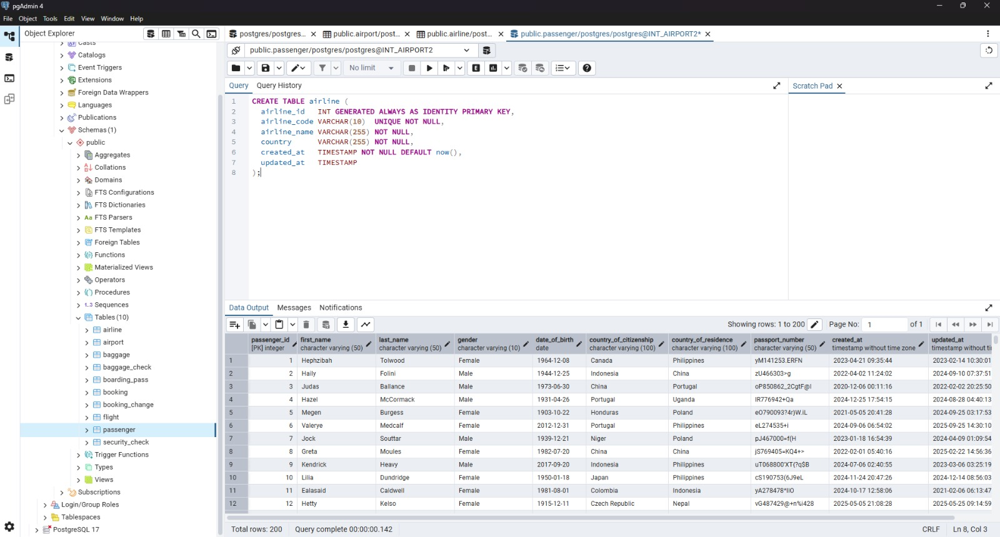 pgAdmin 4
File Object Tools Edit View Window Help
Object Explorer
postgres/postgres... public.airport/post... public.airline/post... public.passenger/postgres/postgres@INT_AIRPORT2*
public.passenger/postgres/postgres@INT_AIRPORT2
No limit
Query Query History
Scratch Pad
Casts
Catalogs
Event Triggers
Extensions
Foreign Data Wrappers
Languages
Publications
Schemas (1)
public
Aggregates
Collations
Domains
FTS Configurations
FTS Dictionaries
Aa FTS Parsers
FTS Templates
Foreign Tables
Functions
Materialized Views
Operators
Procedures
1..3 Sequences
Tables (10)
airline
airport
baggage
baggage_check
boarding_pass
booking
booking_change
flight
passenger
security_check
Trigger Functions
Types
Views
Subscriptions
Login/Group Roles
Tablespaces
PostgreSQL 17
1 CREATE TABLE airline (
2 airline_id INT GENERATED ALWAYS AS IDENTITY PRIMARY KEY,
3 airline_code VARCHAR(10) UNIQUE NOT NULL,
4 airline_name VARCHAR(255) NOT NULL,
5 country VARCHAR(255) NOT NULL,
6 created_at TIMESTAMP NOT NULL DEFAULT now(),
7 updated_at TIMESTAMP
8 );
Data Output Messages Notifications
Showing rows: 1 to 200 Page No: 1 of 1
passenger_id first_name last_name gender date_of_birth country_of_citizenship country_of_residence passport_number created_at updated_at
[PK] integer character varying (50) character varying (50) character varying (10) date character varying (100) character varying (100) character varying (50) timestamp without time zone timestamp without ti
1 1 Hephzibah Tolwood Female 1964-12-08 Canada Philippines yM141253.ERFN 2023-04-21 09:35:44 2023-02-14 10:30:01
2 2 Haily Folini Male 1944-12-25 Indonesia China zU466303>g 2022-04-02 11:24:02 2024-09-10 07:37:51
3 3 Judas Ballance Male 1973-06-30 China Portugal oP850862_2CgtF@I 2020-12-06 00:11:16 2022-02-02 20:25:50
4 4 Hazel McCormack Male 1931-04-26 Portugal Uganda IR776942+Qa 2024-12-25 17:54:15 2024-08-28 04:40:13
5 5 Megen Burgess Female 1903-10-22 Honduras Poland eO790093?4r}W.iL 2021-05-05 20:41:28 2024-09-25 03:17:53
6 6 Valerye Medcalf Female 2012-12-31 Portugal Philippines eL274535+i 2024-09-06 06:54:02 2025-09-25 14:30:10
7 7 Jock Souttar Male 1939-12-21 Niger Poland pJ467000=f(H 2023-01-18 16:54:39 2024-04-09 01:09:54
8 8 Greta Moules Female 1982-07-20 China China jS769405=KQ4+> 2022-02-01 05:40:16 2025-02-22 14:56:36
9 9 Kendrick Heavy Male 2017-09-20 Indonesia Philippines uT068800'XT{?q$B 2024-07-06 02:40:55 2023-03-06 03:25:19
10 10 Lilia Dundridge Female 1950-01-18 Japan Philippines cS190753(6J9eL 2024-11-24 20:47:26 2024-12-14 08:56:03
11 11 Ealasaid Caldwell Female 1981-08-01 Colombia Indonesia yA278478*IIO 2024-10-17 12:58:06 2021-02-06 06:13:47
12 12 Hetty Kelso Female 1915-12-11 Czech Republic Nepal vG487429@+n%i428 2025-05-05 21:08:28 2025-05-25 09:14:59
Total rows: 200 Query complete 00:00:00.142 CRLF Ln 8, Col 3